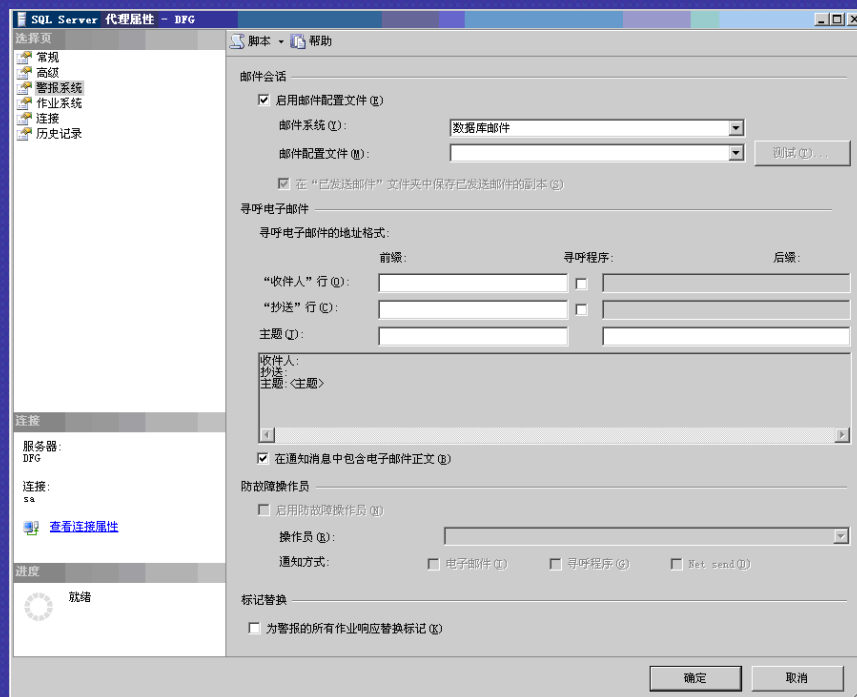 SQL Server 代理属性 - DFG
选择页
常规
高级
警报系统
作业系统
连接
历史记录
脚本 帮助
邮件会话
启用邮件配置文件(E)
邮件系统(Y): 数据库邮件
邮件配置文件(M): 测试(T)...
在“已发送邮件”文件夹中保存已发送邮件的副本(S)
寻呼电子邮件
寻呼电子邮件的地址格式:
前缀: 寻呼程序: 后缀:
“收件人”行(O):
“抄送”行(C):
主题(J):
收件人:
抄送:
主题:<主题>
在通知消息中包含电子邮件正文(B)
防故障操作员
启用防故障操作员(N)
操作员(R):
通知方式: 电子邮件(I) 寻呼程序(G) Net send(D)
标记替换
为警报的所有作业响应替换标记(K)
连接
服务器:
DFG
连接:
sa
查看连接属性
进度
就绪
确定 取消